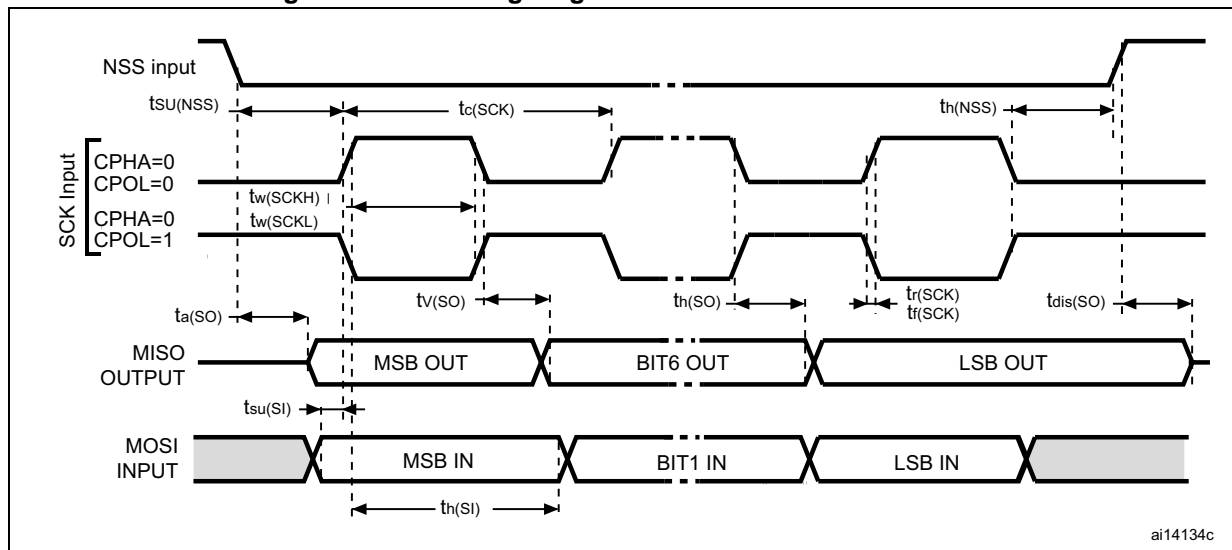 NSS input
tSU(NSS)
tc(SCK)
th(NSS)
SCK Input
CPHA=0
CPOL=0
tw(SCKH)
CPHA=0
tw(SCKL)
CPOL=1
tV(SO)
th(SO)
tr(SCK)
tf(SCK)
tdis(SO)
ta(SO)
MISO
OUTPUT
MSB OUT
BIT6 OUT
LSB OUT
tsu(SI)
MOSI
INPUT
MSB IN
BIT1 IN
LSB IN
th(SI)
ai14134c